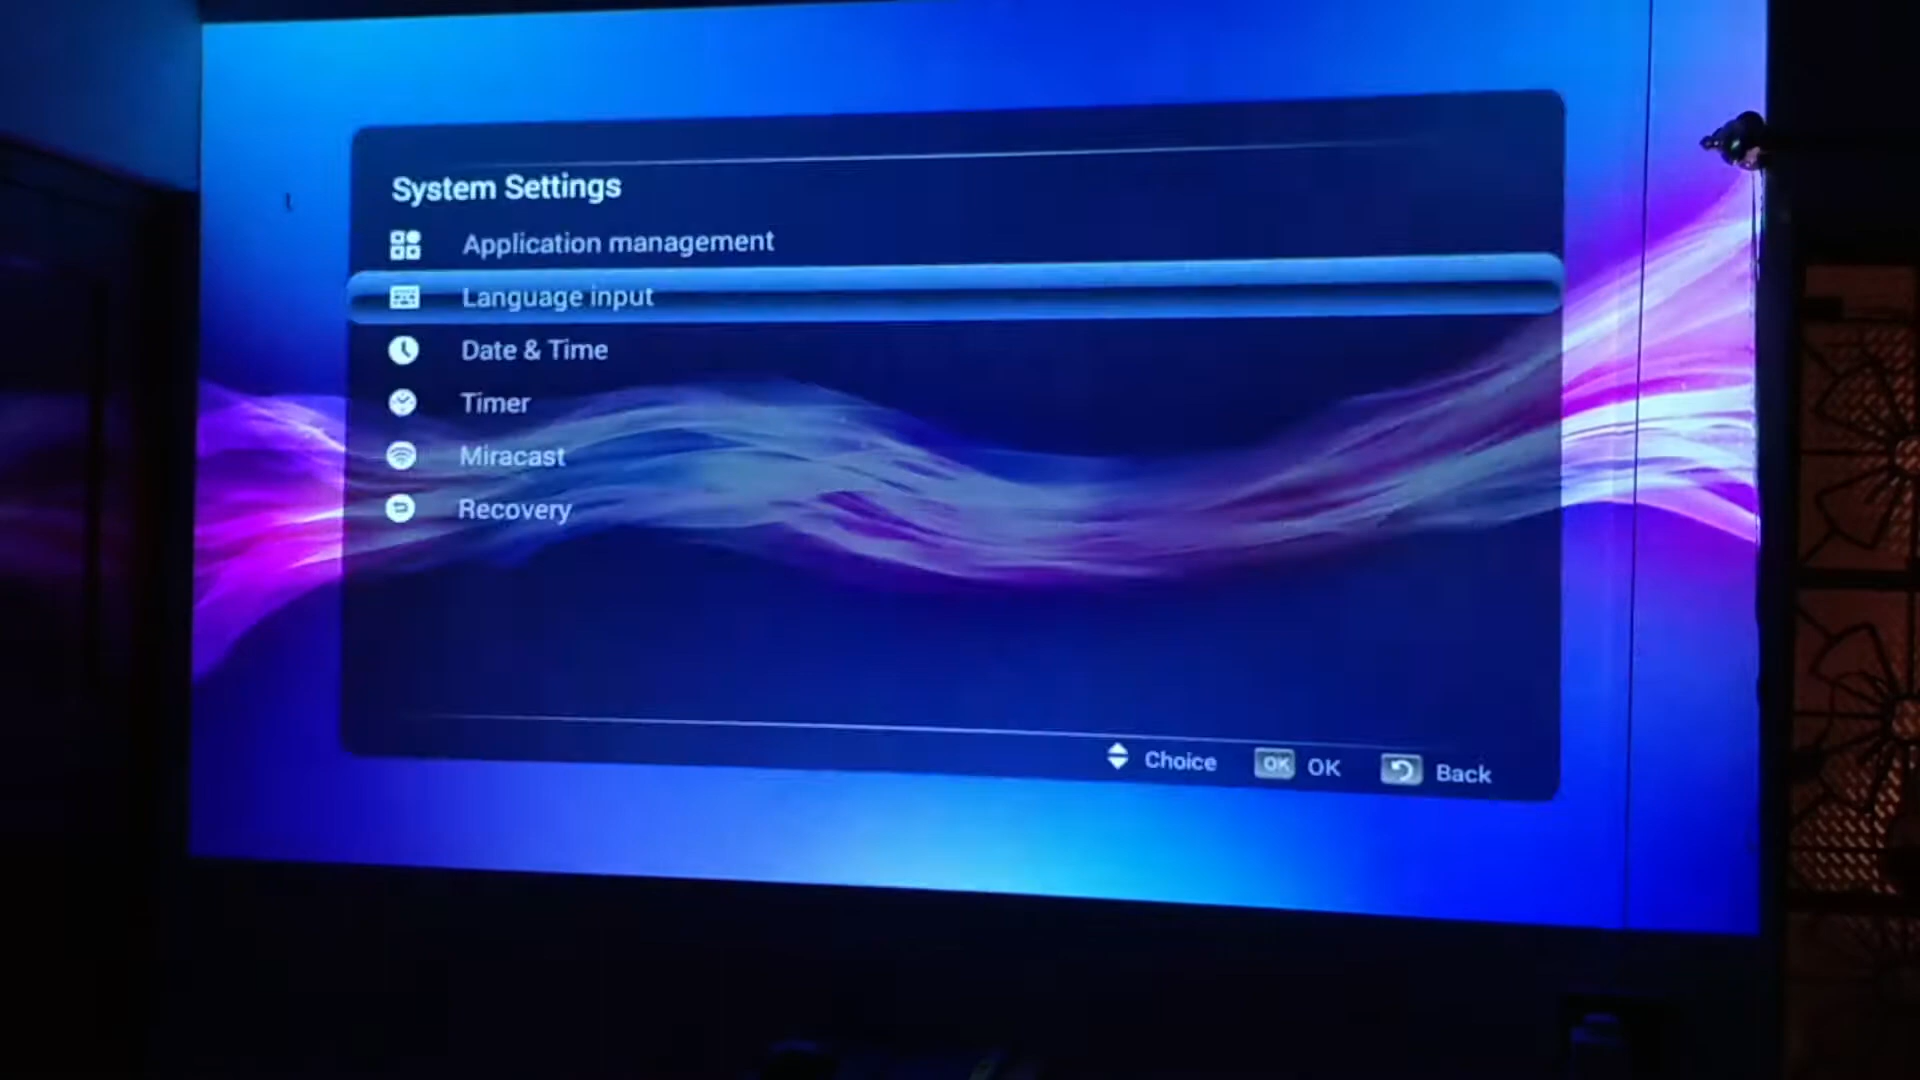 System Settings
Application management
Language input
Date & Time
Timer
Miracast
Recovery
Choice OK OK Back